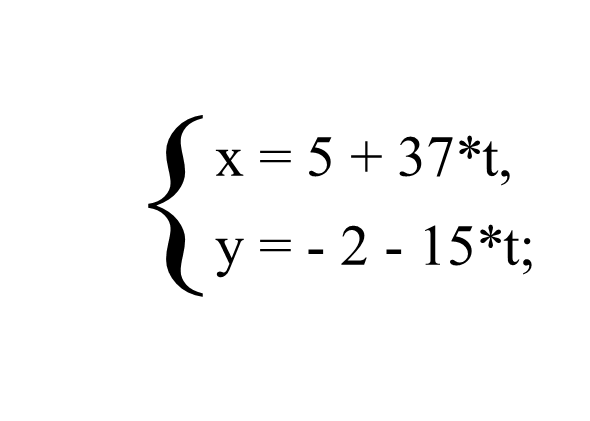 x = 5 + 37*t,
y = - 2 - 15*t;